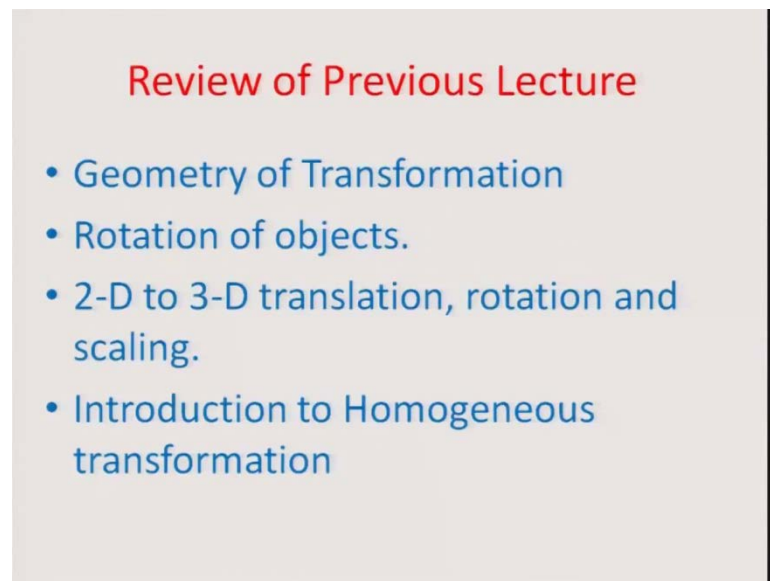 Review of Previous Lecture
• Geometry of Transformation
• Rotation of objects.
• 2-D to 3-D translation, rotation and
scaling.
• Introduction to Homogeneous
transformation